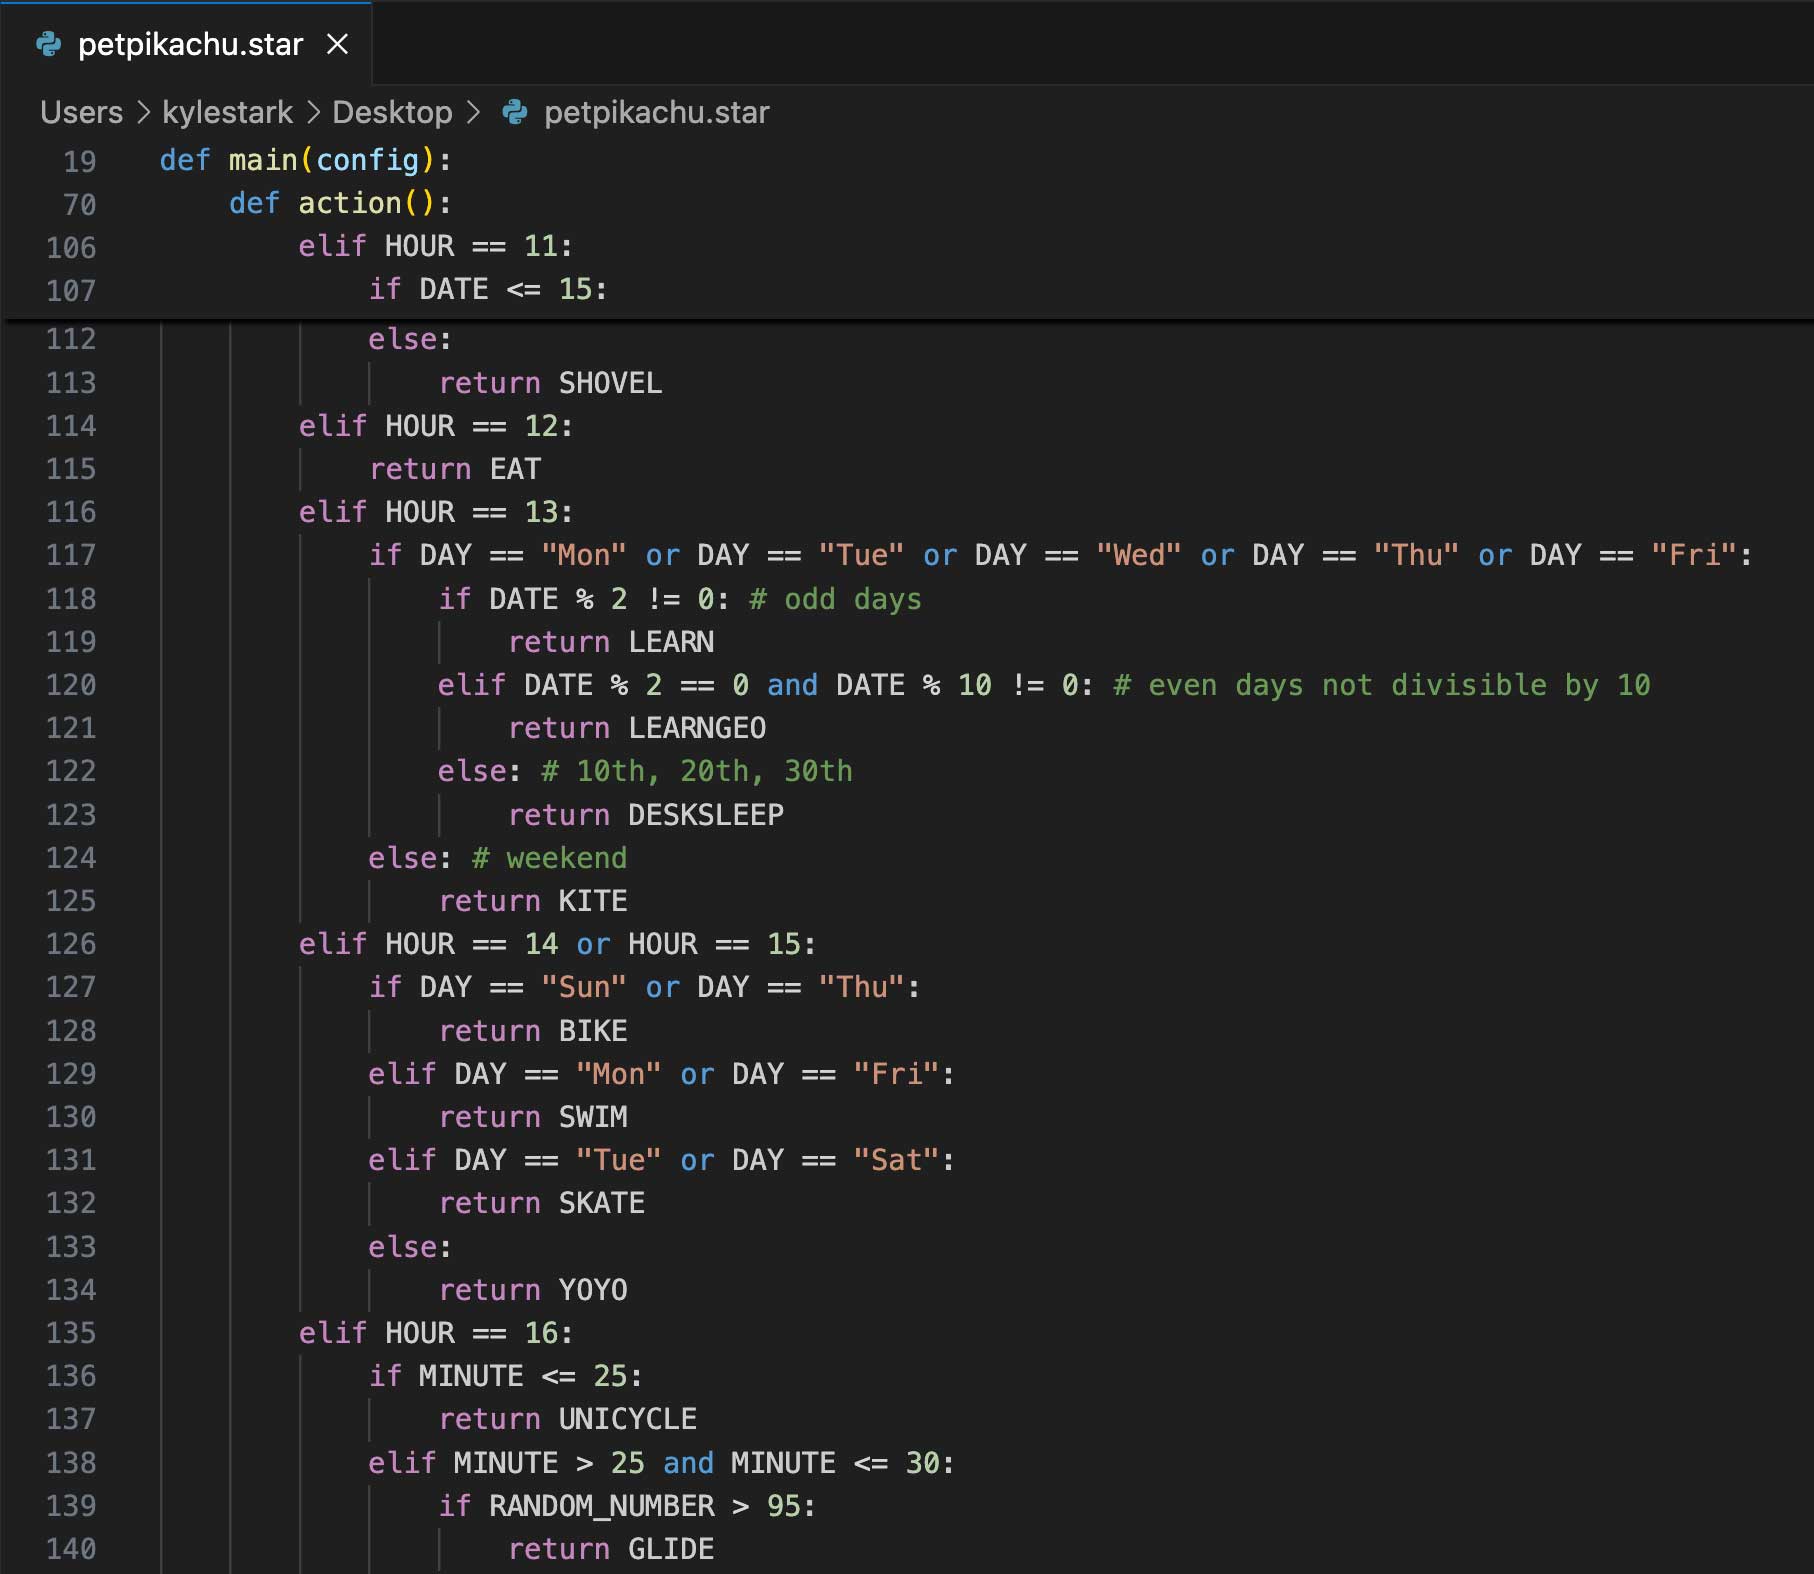 petpikachu.star
Users > kylestark > Desktop > petpikachu.star
19 def main(config):
70 def action():
106 elif HOUR == 11:
107 if DATE <= 15:
112 else:
113 return SHOVEL
114 elif HOUR == 12:
115 return EAT
116 elif HOUR == 13:
117 if DAY == "Mon" or DAY == "Tue" or DAY == "Wed" or DAY == "Thu" or DAY == "Fri":
118 if DATE % 2 != 0: # odd days
119 return LEARN
120 elif DATE % 2 == 0 and DATE % 10 != 0: # even days not divisible by 10
121 return LEARNGEO
122 else: # 10th, 20th, 30th
123 return DESKSLEEP
124 else: # weekend
125 return KITE
126 elif HOUR == 14 or HOUR == 15:
127 if DAY == "Sun" or DAY == "Thu":
128 return BIKE
129 elif DAY == "Mon" or DAY == "Fri":
130 return SWIM
131 elif DAY == "Tue" or DAY == "Sat":
132 return SKATE
133 else:
134 return YOYO
135 elif HOUR == 16:
136 if MINUTE <= 25:
137 return UNICYCLE
138 elif MINUTE > 25 and MINUTE <= 30:
139 if RANDOM_NUMBER > 95:
140 return GLIDE